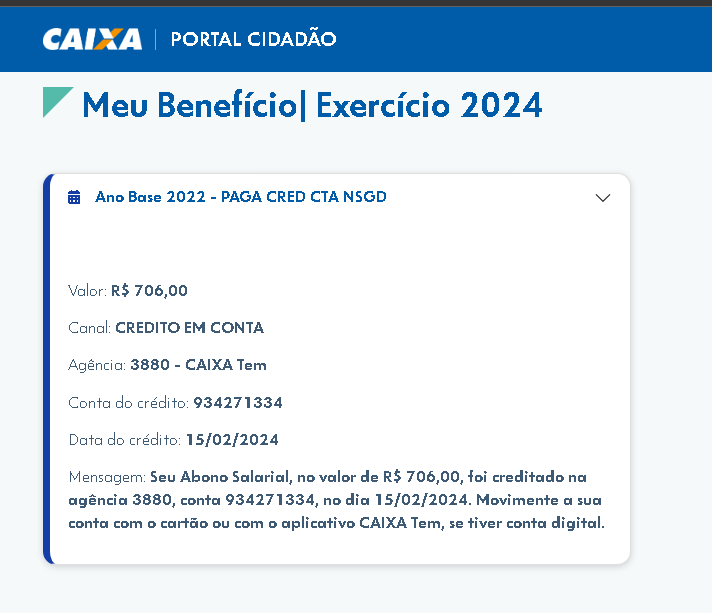 CAIXA | PORTAL CIDADÃO
Meu Benefício| Exercício 2024
Ano Base 2022 - PAGA CRED CTA NSGD
Valor: R$ 706,00
Canal: CREDITO EM CONTA
Agência: 3880 - CAIXA Tem
Conta do crédito: 934271334
Data do crédito: 15/02/2024
Mensagem: Seu Abono Salarial, no valor de R$ 706,00, foi creditado na
agência 3880, conta 934271334, no dia 15/02/2024. Movimente a sua
conta com o cartão ou com o aplicativo CAIXA Tem, se tiver conta digital.